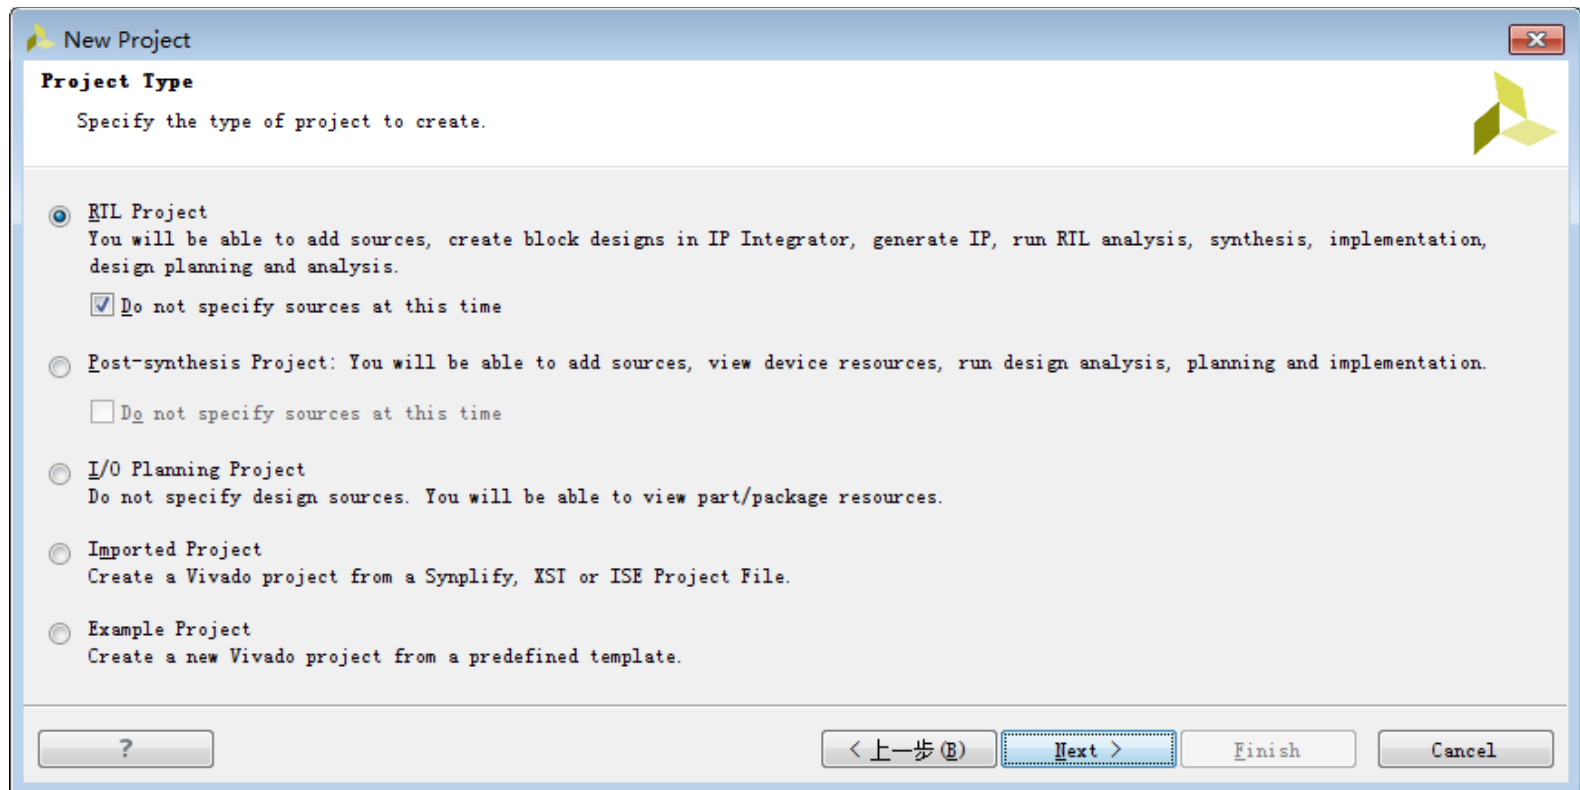 New Project
Project Type
Specify the type of project to create.
RTL Project
You will be able to add sources, create block designs in IP Integrator, generate IP, run RTL analysis, synthesis, implementation,
design planning and analysis.
Do not specify sources at this time
Post-synthesis Project: You will be able to add sources, view device resources, run design analysis, planning and implementation.
Do not specify sources at this time
I/O Planning Project
Do not specify design sources. You will be able to view part/package resources.
Imported Project
Create a Vivado project from a Synplify, XST or ISE Project File.
Example Project
Create a new Vivado project from a predefined template.
? < 上一步(B) Next > Finish Cancel